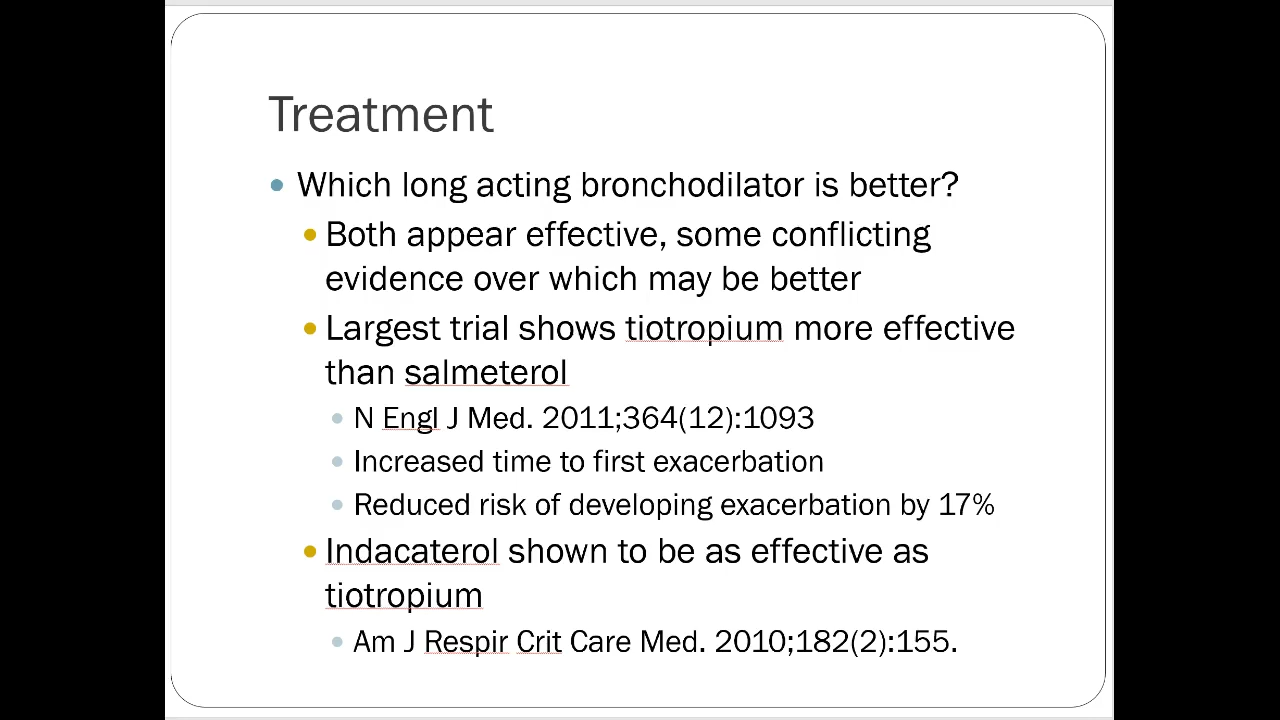 Treatment
Which long acting bronchodilator is better?
Both appear effective, some conflicting
evidence over which may be better
Largest trial shows tiotropium more effective
than salmeterol
N Engl J Med. 2011;364(12):1093
Increased time to first exacerbation
Reduced risk of developing exacerbation by 17%
Indacaterol shown to be as effective as
tiotropium
Am J Respir Crit Care Med. 2010;182(2):155.